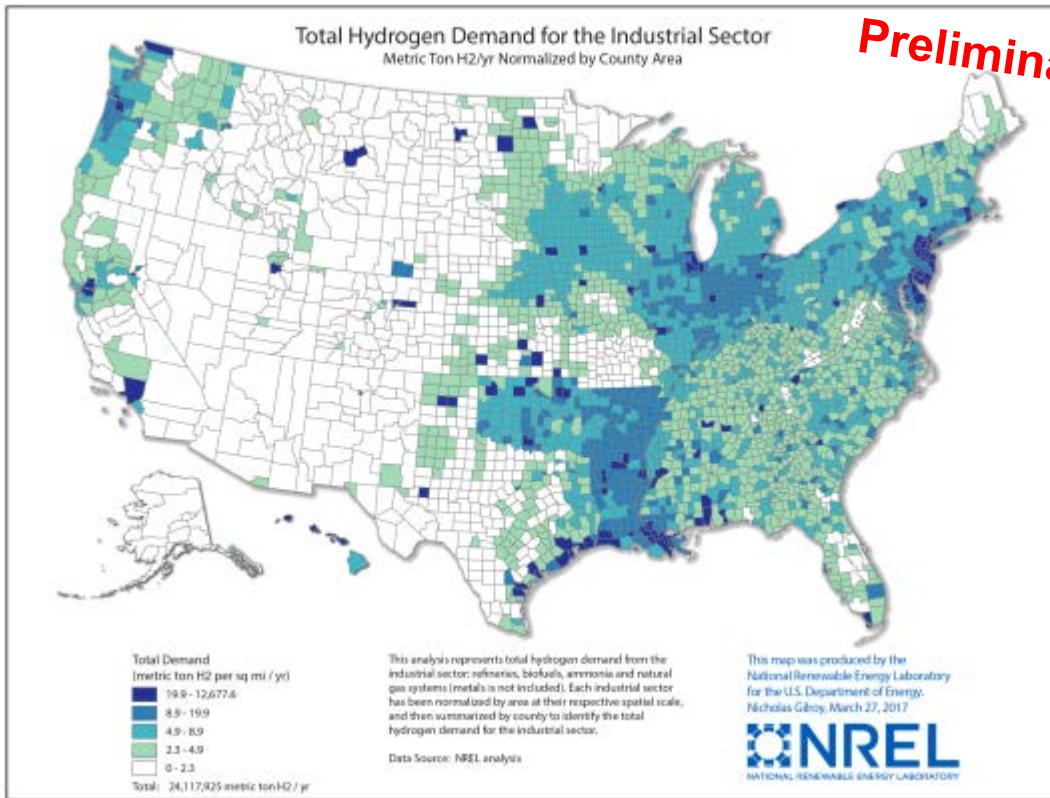 Total Hydrogen Demand for the Industrial Sector
Metric Ton H2/yr Normalized by County Area
Prelimina
Total Demand
(metric ton H2 per sq mi / yr)
19.9 - 12,677.6
8.9 - 19.9
4.9 - 8.9
2.3 - 4.9
0 - 2.3
Total: 24,117,925 metric ton H2 / yr
This analysis represents total hydrogen demand from the
industrial sector: refineries, biofuels, ammonia and natural
gas systems (metals is not included). Each industrial sector
has been normalized by area at their respective spatial scale,
and then summarized by county to identify the total
hydrogen demand for the industrial sector.
Data Source: NREL analysis
This map was produced by the
National Renewable Energy Laboratory
for the U.S. Department of Energy.
Nicholas Gilroy, March 27, 2017
NREL
NATIONAL RENEWABLE ENERGY LABORATORY